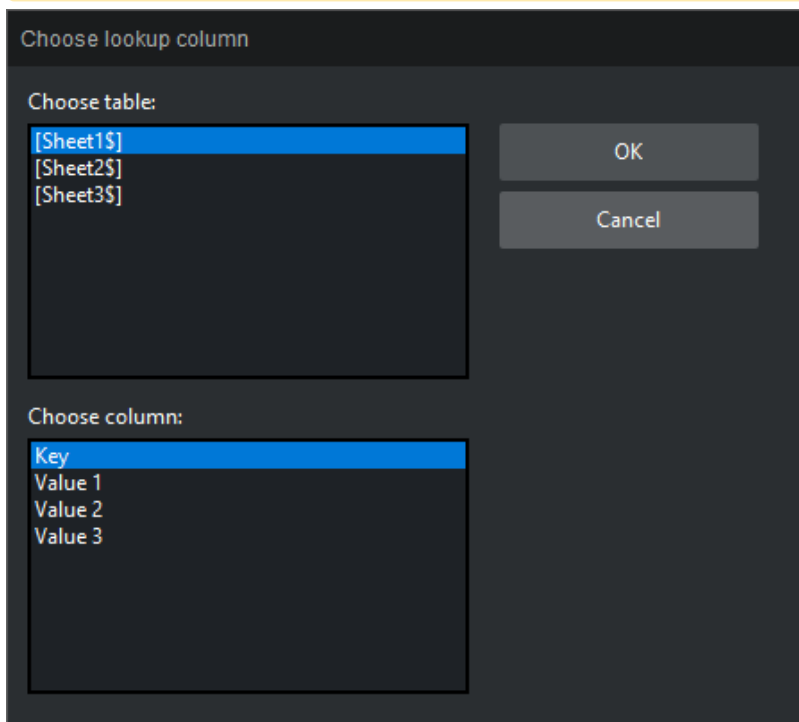 Choose lookup column
Choose table:
[Sheet1$]
[Sheet2$]
[Sheet3$]
OK
Cancel
Choose column:
Key
Value 1
Value 2
Value 3